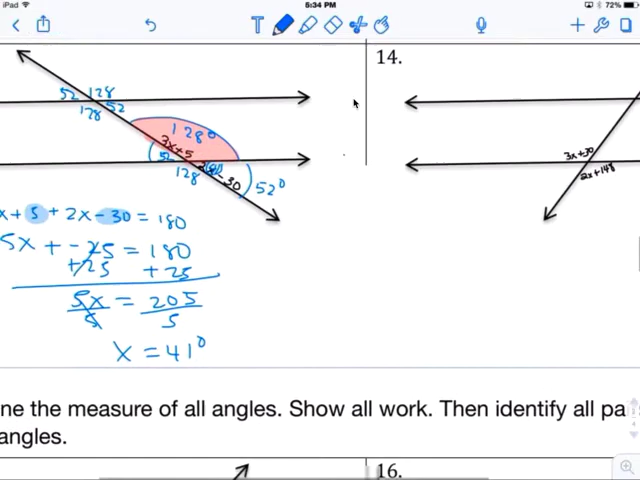 iPad
5:34 PM
72%
T
14.
52 128
128 52
128°
3x+5
52
128
-30
52°
x + 5 + 2x - 30 = 180
5x + -25 = 180
+25 +25
5x = 205
5 5
x = 41°
3x+30
2x+148
ne the measure of all angles. Show all work. Then identify all pa
angles.
16.